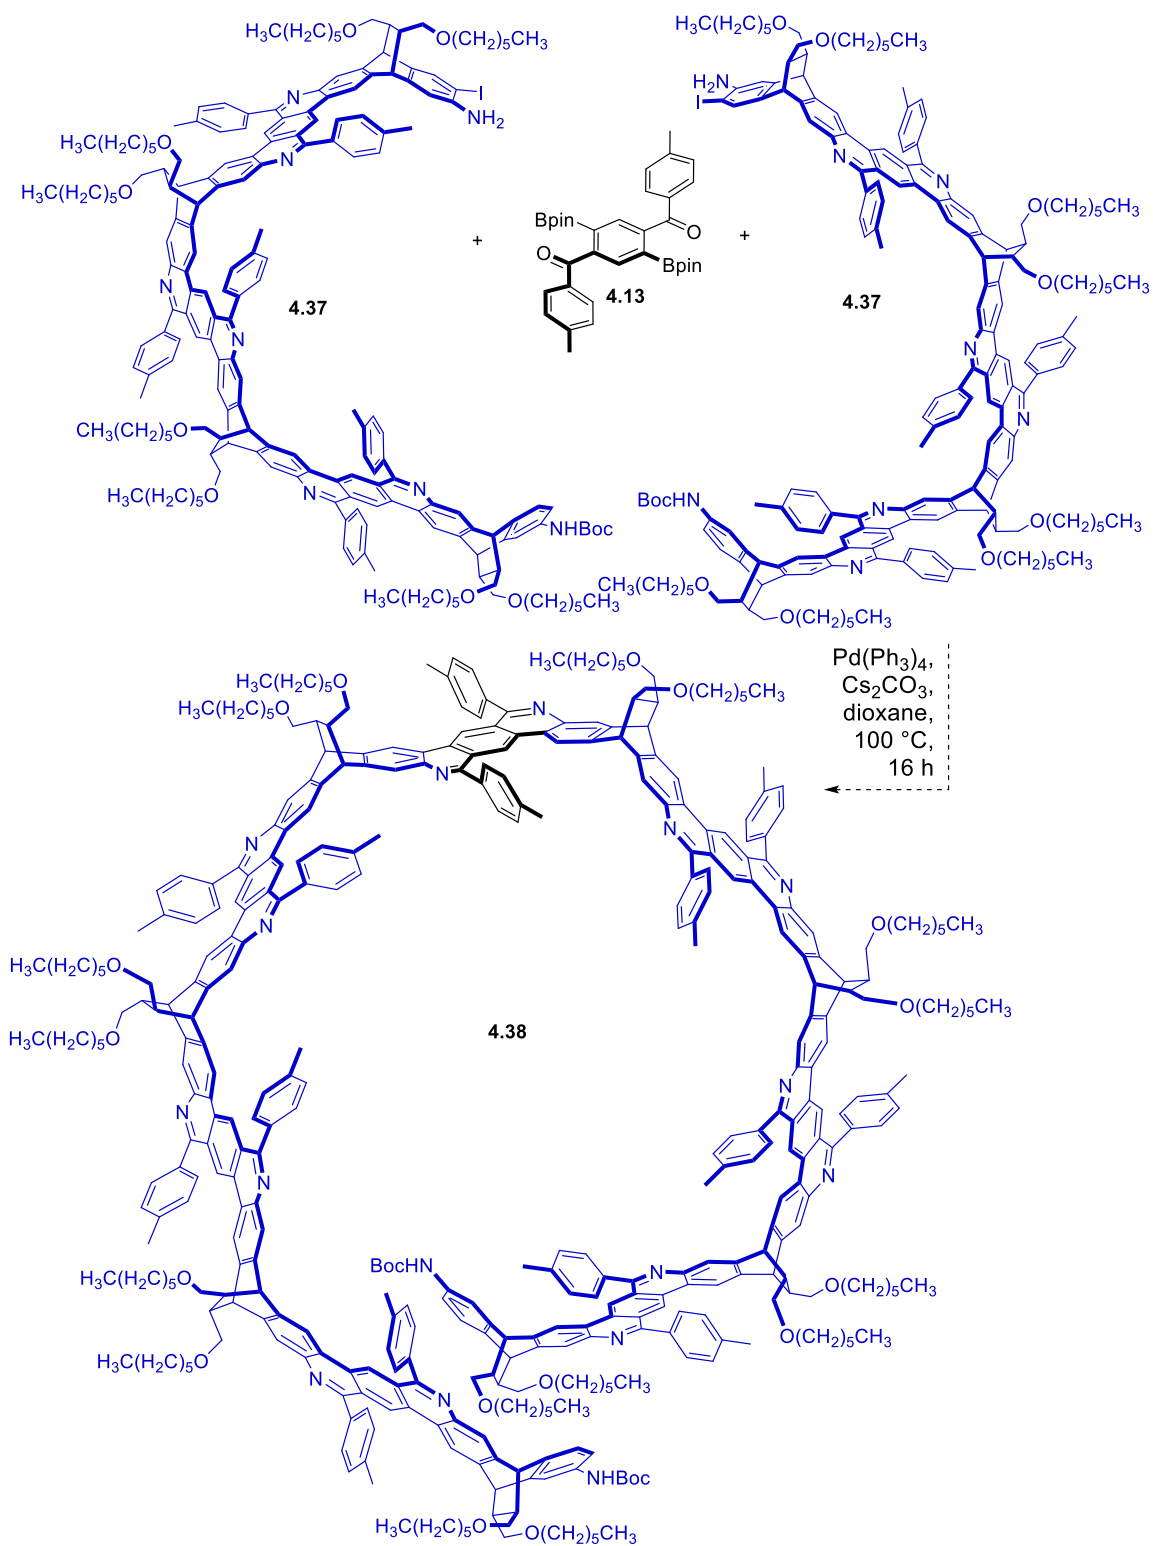 H₃C(H₂C)₅O
O(CH₂)₅CH₃
I
NH₂
N
N
H₃C(H₂C)₅O
H₃C(H₂C)₅O
N
N
4.37
CH₃(CH₂)₅O
H₃C(H₂C)₅O
N
N
NHBoc
H₃C(H₂C)₅O
O(CH₂)₅CH₃
+
Bpin
O
O
Bpin
4.13
+
H₃C(H₂C)₅O
O(CH₂)₅CH₃
NH₂
I
N
N
O(CH₂)₅CH₃
O(CH₂)₅CH₃
4.37
N
N
BocHN
N
N
O(CH₂)₅CH₃
O(CH₂)₅CH₃
CH₃(CH₂)₅O
O(CH₂)₅CH₃
Pd(Ph₃)₄,
Cs₂CO₃,
dioxane,
100 °C,
16 h
H₃C(H₂C)₅O
H₃C(H₂C)₅O
N
N
H₃C(H₂C)₅O
O(CH₂)₅CH₃
N
N
N
N
H₃C(H₂C)₅O
H₃C(H₂C)₅O
O(CH₂)₅CH₃
O(CH₂)₅CH₃
4.38
N
N
N
N
H₃C(H₂C)₅O
H₃C(H₂C)₅O
BocHN
N
N
O(CH₂)₅CH₃
O(CH₂)₅CH₃
O(CH₂)₅CH₃
O(CH₂)₅CH₃
N
N
NHBoc
H₃C(H₂C)₅O
O(CH₂)₅CH₃